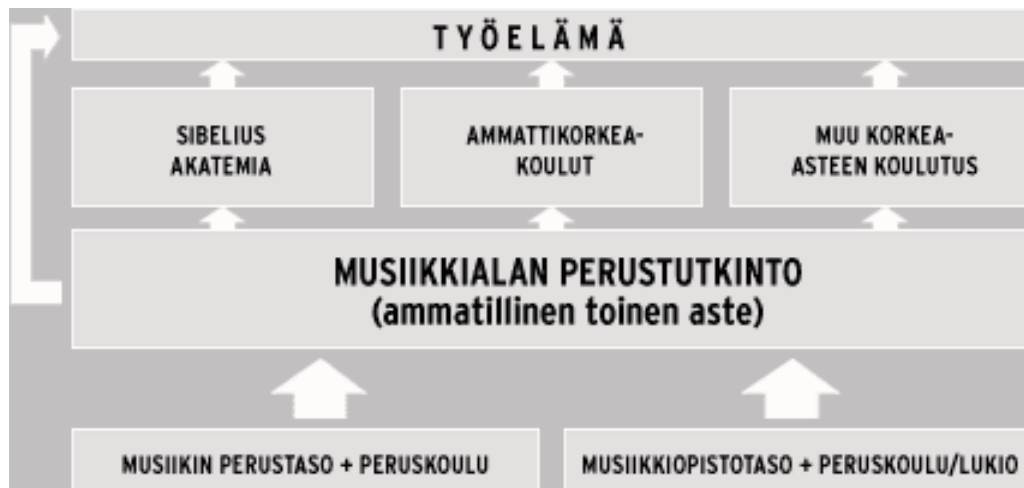 TYÖELÄMÄ
SIBELIUS
AKATEMIA
AMMATTIKORKEA-
KOULUT
MUU KORKEA-
ASTEEN KOULUTUS
MUSIIKKIALAN PERUSTUTKINTO
(ammatillinen toinen aste)
MUSIIKIN PERUSTASO + PERUSKOULU
MUSIIKKIOPISTOTASO + PERUSKOULU/LUKIO